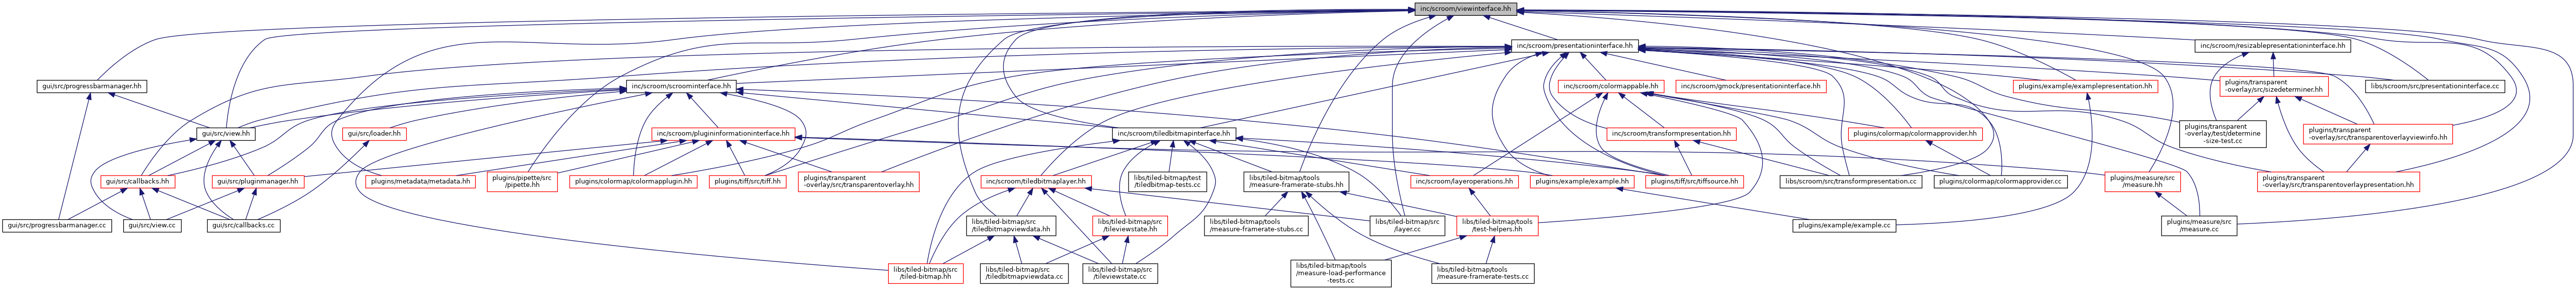 inc/scroom/viewinterface.hh
inc/scroom/presentationinterface.hh
inc/scroom/resizablepresentationinterface.hh
gui/src/progressbarmanager.hh
inc/scroom/scroominterface.hh
inc/scroom/colormappable.hh
inc/scroom/gmock/presentationinterface.hh
plugins/example/examplepresentation.hh
plugins/transparent
-overlay/src/sizedeterminer.hh
libs/scroom/src/presentationinterface.cc
gui/src/view.hh
gui/src/loader.hh
inc/scroom/plugininformationinterface.hh
inc/scroom/tiledbitmapinterface.hh
inc/scroom/transformpresentation.hh
plugins/colormap/colormapprovider.hh
plugins/transparent
-overlay/test/determine
-size-test.cc
plugins/transparent
-overlay/src/transparentoverlayviewinfo.hh
gui/src/callbacks.hh
gui/src/pluginmanager.hh
plugins/metadata/metadata.hh
plugins/pipette/src
/pipette.hh
plugins/colormap/colormapplugin.hh
plugins/tiff/src/tiff.hh
plugins/transparent
-overlay/src/transparentoverlay.hh
inc/scroom/tiledbitmaplayer.hh
libs/tiled-bitmap/test
/tiledbitmap-tests.cc
libs/tiled-bitmap/tools
/measure-framerate-stubs.hh
inc/scroom/layeroperations.hh
plugins/example/example.hh
plugins/tiff/src/tiffsource.hh
libs/scroom/src/transformpresentation.cc
plugins/colormap/colormapprovider.cc
plugins/measure/src
/measure.hh
plugins/transparent
-overlay/src/transparentoverlaypresentation.hh
gui/src/progressbarmanager.cc
gui/src/view.cc
gui/src/callbacks.cc
libs/tiled-bitmap/src
/tiledbitmapviewdata.hh
libs/tiled-bitmap/src
/tileviewstate.hh
libs/tiled-bitmap/tools
/measure-framerate-stubs.cc
libs/tiled-bitmap/src
/layer.cc
libs/tiled-bitmap/tools
/test-helpers.hh
plugins/example/example.cc
plugins/measure/src
/measure.cc
libs/tiled-bitmap/src
/tiled-bitmap.hh
libs/tiled-bitmap/src
/tiledbitmapviewdata.cc
libs/tiled-bitmap/src
/tileviewstate.cc
libs/tiled-bitmap/tools
/measure-load-performance
-tests.cc
libs/tiled-bitmap/tools
/measure-framerate-tests.cc